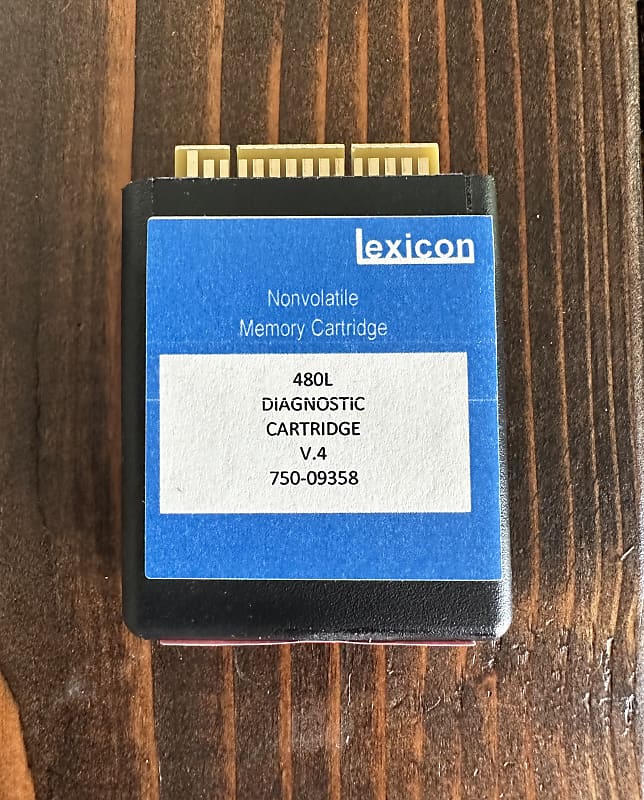 lexicon
Nonvolatile
Memory Cartridge
480L
DIAGNOSTIC
CARTRIDGE
V.4
750-09358